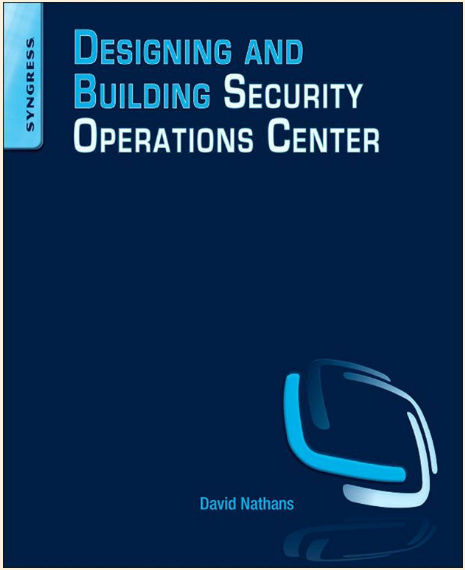 SYNGRESS
DESIGNING AND
BUILDING SECURITY
OPERATIONS CENTER
David Nathans